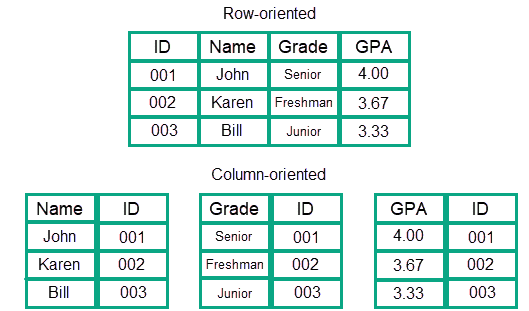 Row-oriented
ID Name Grade GPA
001 John Senior 4.00
002 Karen Freshman 3.67
003 Bill Junior 3.33
Column-oriented
Name ID Grade ID GPA ID
John 001 Senior 001 4.00 001
Karen 002 Freshman 002 3.67 002
Bill 003 Junior 003 3.33 003